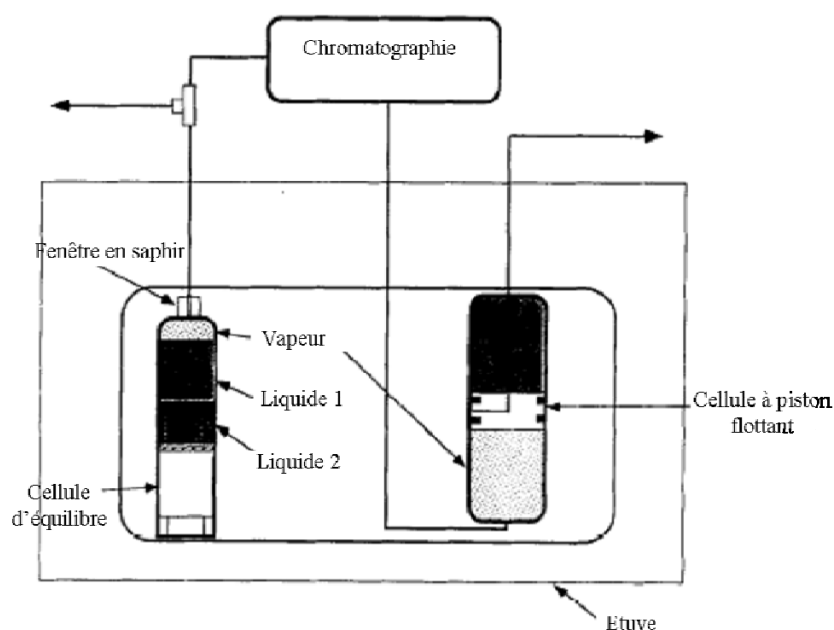 Chromatographie
Fenêtre en saphir
Vapeur
Liquide 1
Liquide 2
Cellule
d'équilibre
Cellule à piston
flottant
Etuve